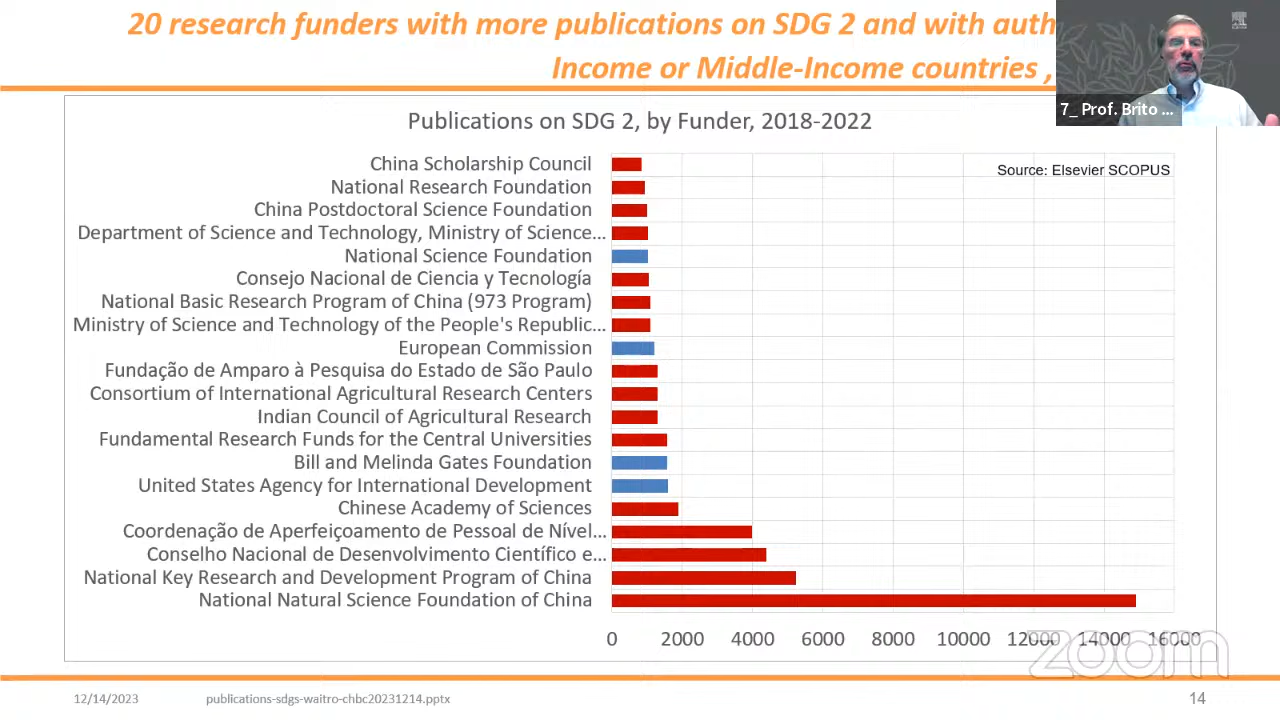 20 research funders with more publications on SDG 2 and with auth
Income or Middle-Income countries ,
7_ Prof. Brito ...
Publications on SDG 2, by Funder, 2018-2022
Source: Elsevier SCOPUS
China Scholarship Council
National Research Foundation
China Postdoctoral Science Foundation
Department of Science and Technology, Ministry of Science...
National Science Foundation
Consejo Nacional de Ciencia y Tecnología
National Basic Research Program of China (973 Program)
Ministry of Science and Technology of the People's Republic...
European Commission
Fundação de Amparo à Pesquisa do Estado de São Paulo
Consortium of International Agricultural Research Centers
Indian Council of Agricultural Research
Fundamental Research Funds for the Central Universities
Bill and Melinda Gates Foundation
United States Agency for International Development
Chinese Academy of Sciences
Coordenação de Aperfeiçoamento de Pessoal de Nível...
Conselho Nacional de Desenvolvimento Científico e...
National Key Research and Development Program of China
National Natural Science Foundation of China
0 2000 4000 6000 8000 10000 12000 14000 16000
zoom
12/14/2023 publications-sdgs-waitro-chbc20231214.pptx 14